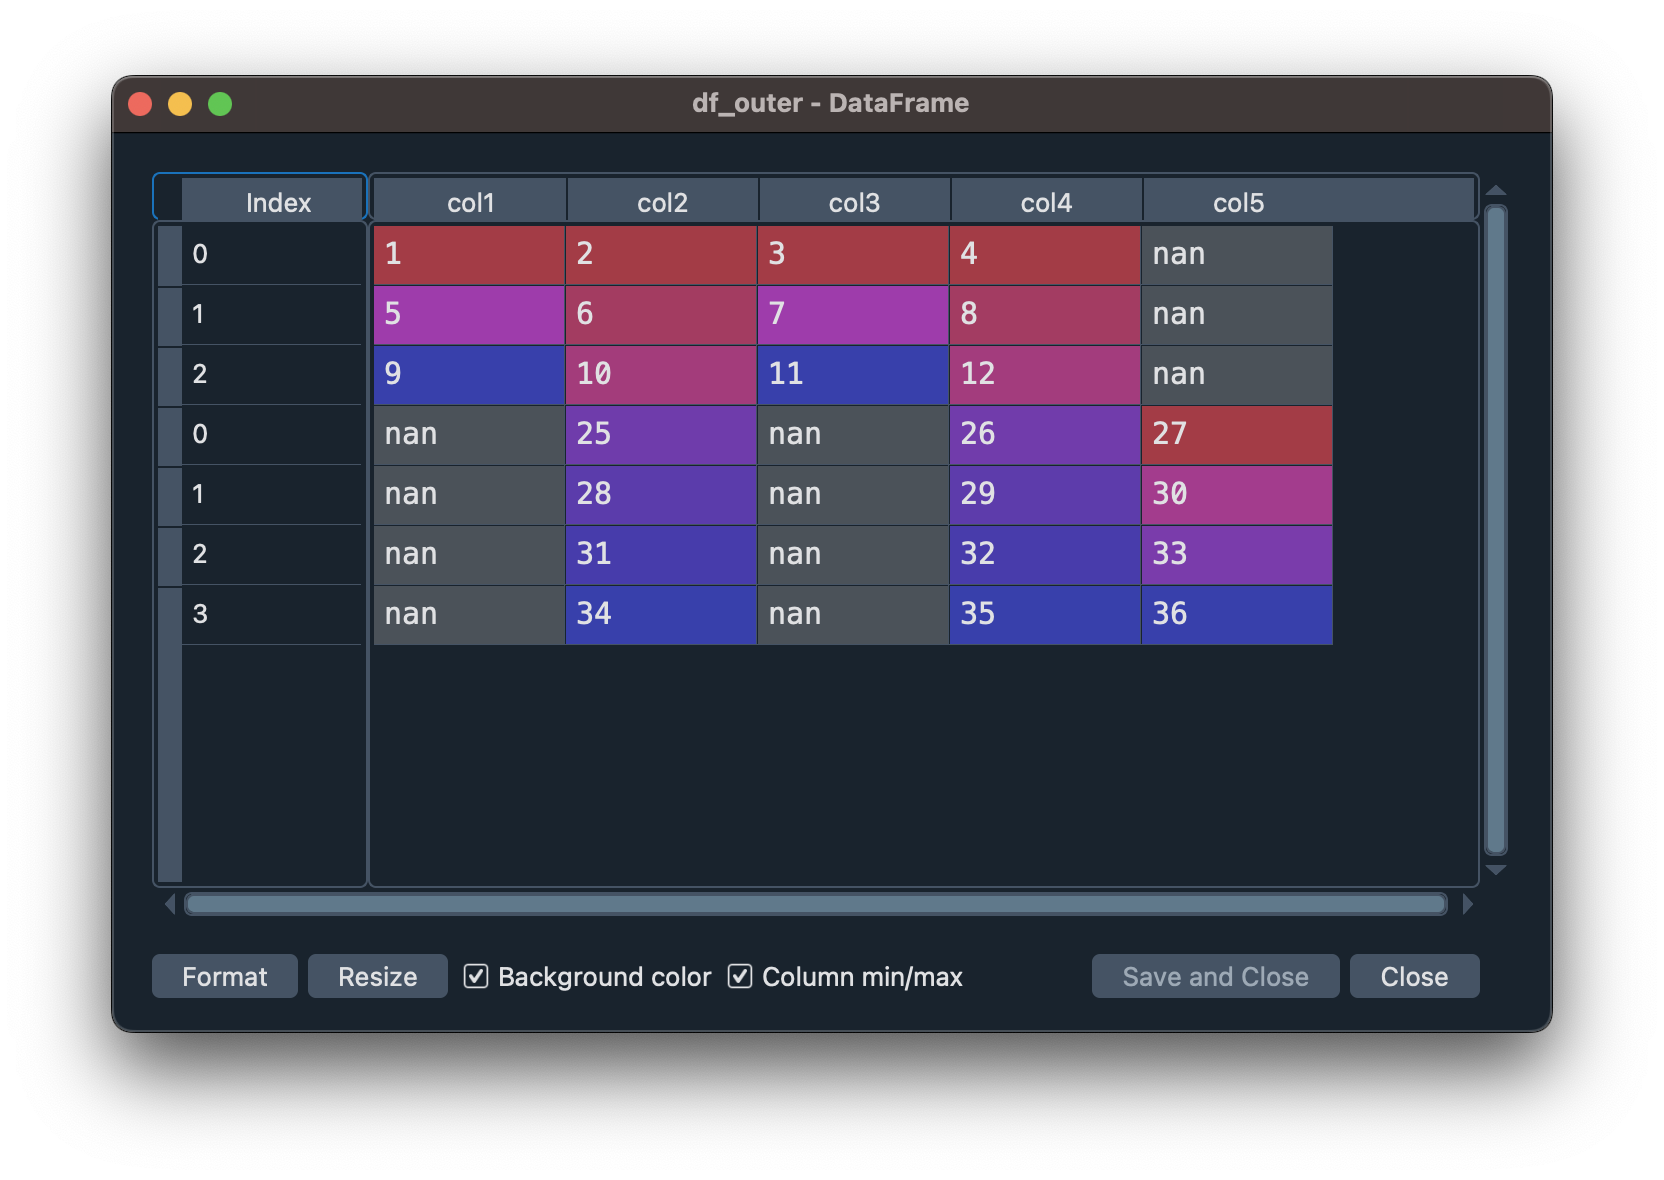 df_outer - DataFrame
Index col1 col2 col3 col4 col5
0 1 2 3 4 nan
1 5 6 7 8 nan
2 9 10 11 12 nan
0 nan 25 nan 26 27
1 nan 28 nan 29 30
2 nan 31 nan 32 33
3 nan 34 nan 35 36
Format Resize Background color Column min/max Save and Close Close